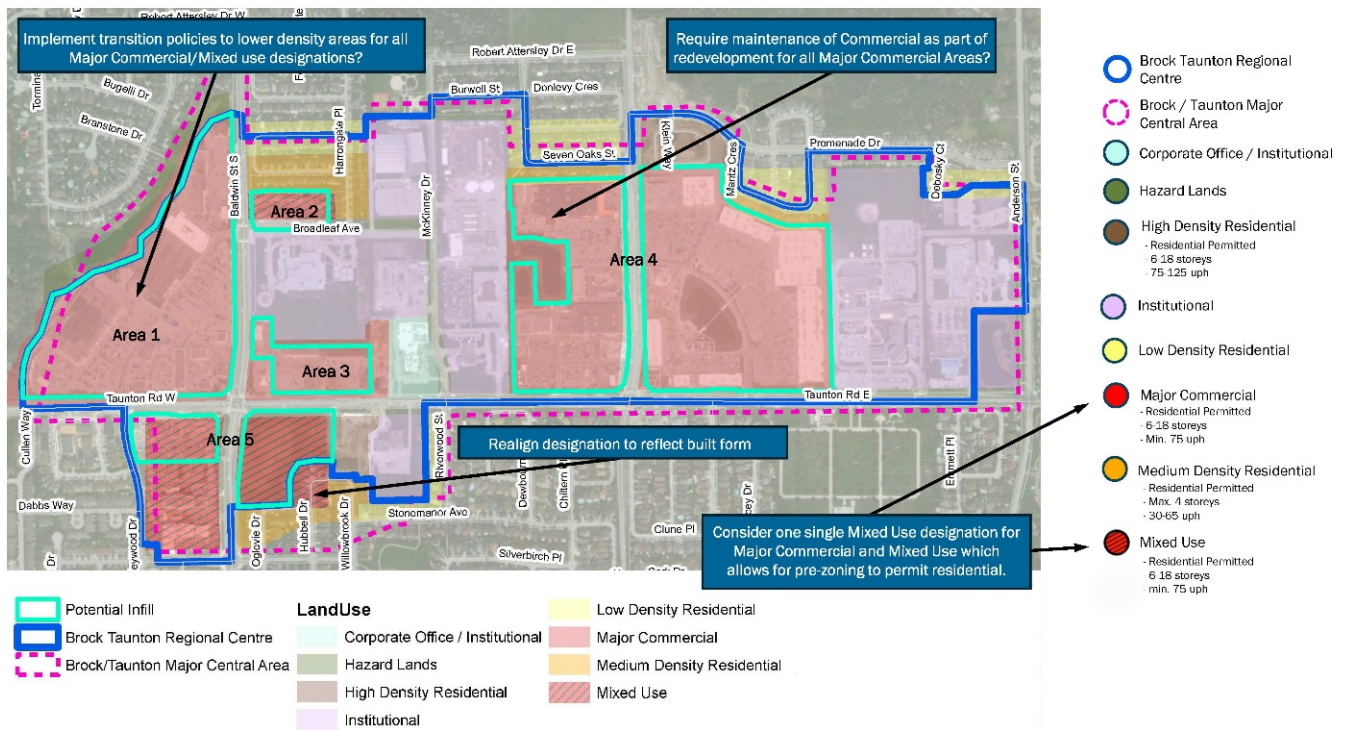 Robert Attersley Dr W
Implement transition policies to lower density areas for all
Major Commercial/Mixed use designations?
Require maintenance of Commercial as part of
redevelopment for all Major Commercial Areas?
Robert Attersley Dr E
Bugelli Dr
Branstone Dr
Burwell St
Donlevy Cres
Harrongate Pl
McKinney Dr
Seven Oaks St
Klein Way
Mantz Cres
Promenade Dr
Debosky Ct
Anderson St
Baldwin St S
Area 2
Broadleaf Ave
Area 4
Area 1
Area 3
Taunton Rd W
Taunton Rd E
Cullen Way
Area 5
Realign designation to reflect built form
Emmett Pl
Dabbs Way
Stonemanor Ave
Hubbell Dr
Willowbrook Dr
Clune Pl
Silverbirch Pl
Consider one single Mixed Use designation for
Major Commercial and Mixed Use which
allows for pre-zoning to permit residential.
Brock Taunton Regional
Centre
Brock / Taunton Major
Central Area
Corporate Office / Institutional
Hazard Lands
High Density Residential
- Residential Permitted
- 6-18 storeys
- 75-125 uph
Institutional
Low Density Residential
Major Commercial
- Residential Permitted
- 6-18 storeys
- Min. 75 uph
Medium Density Residential
- Residential Permitted
- Max. 4 storeys
- 30-65 uph
Mixed Use
- Residential Permitted
- 6-18 storeys
- min. 75 uph
Potential Infill
Brock Taunton Regional Centre
Brock/Taunton Major Central Area
LandUse
Corporate Office / Institutional
Hazard Lands
High Density Residential
Institutional
Low Density Residential
Major Commercial
Medium Density Residential
Mixed Use